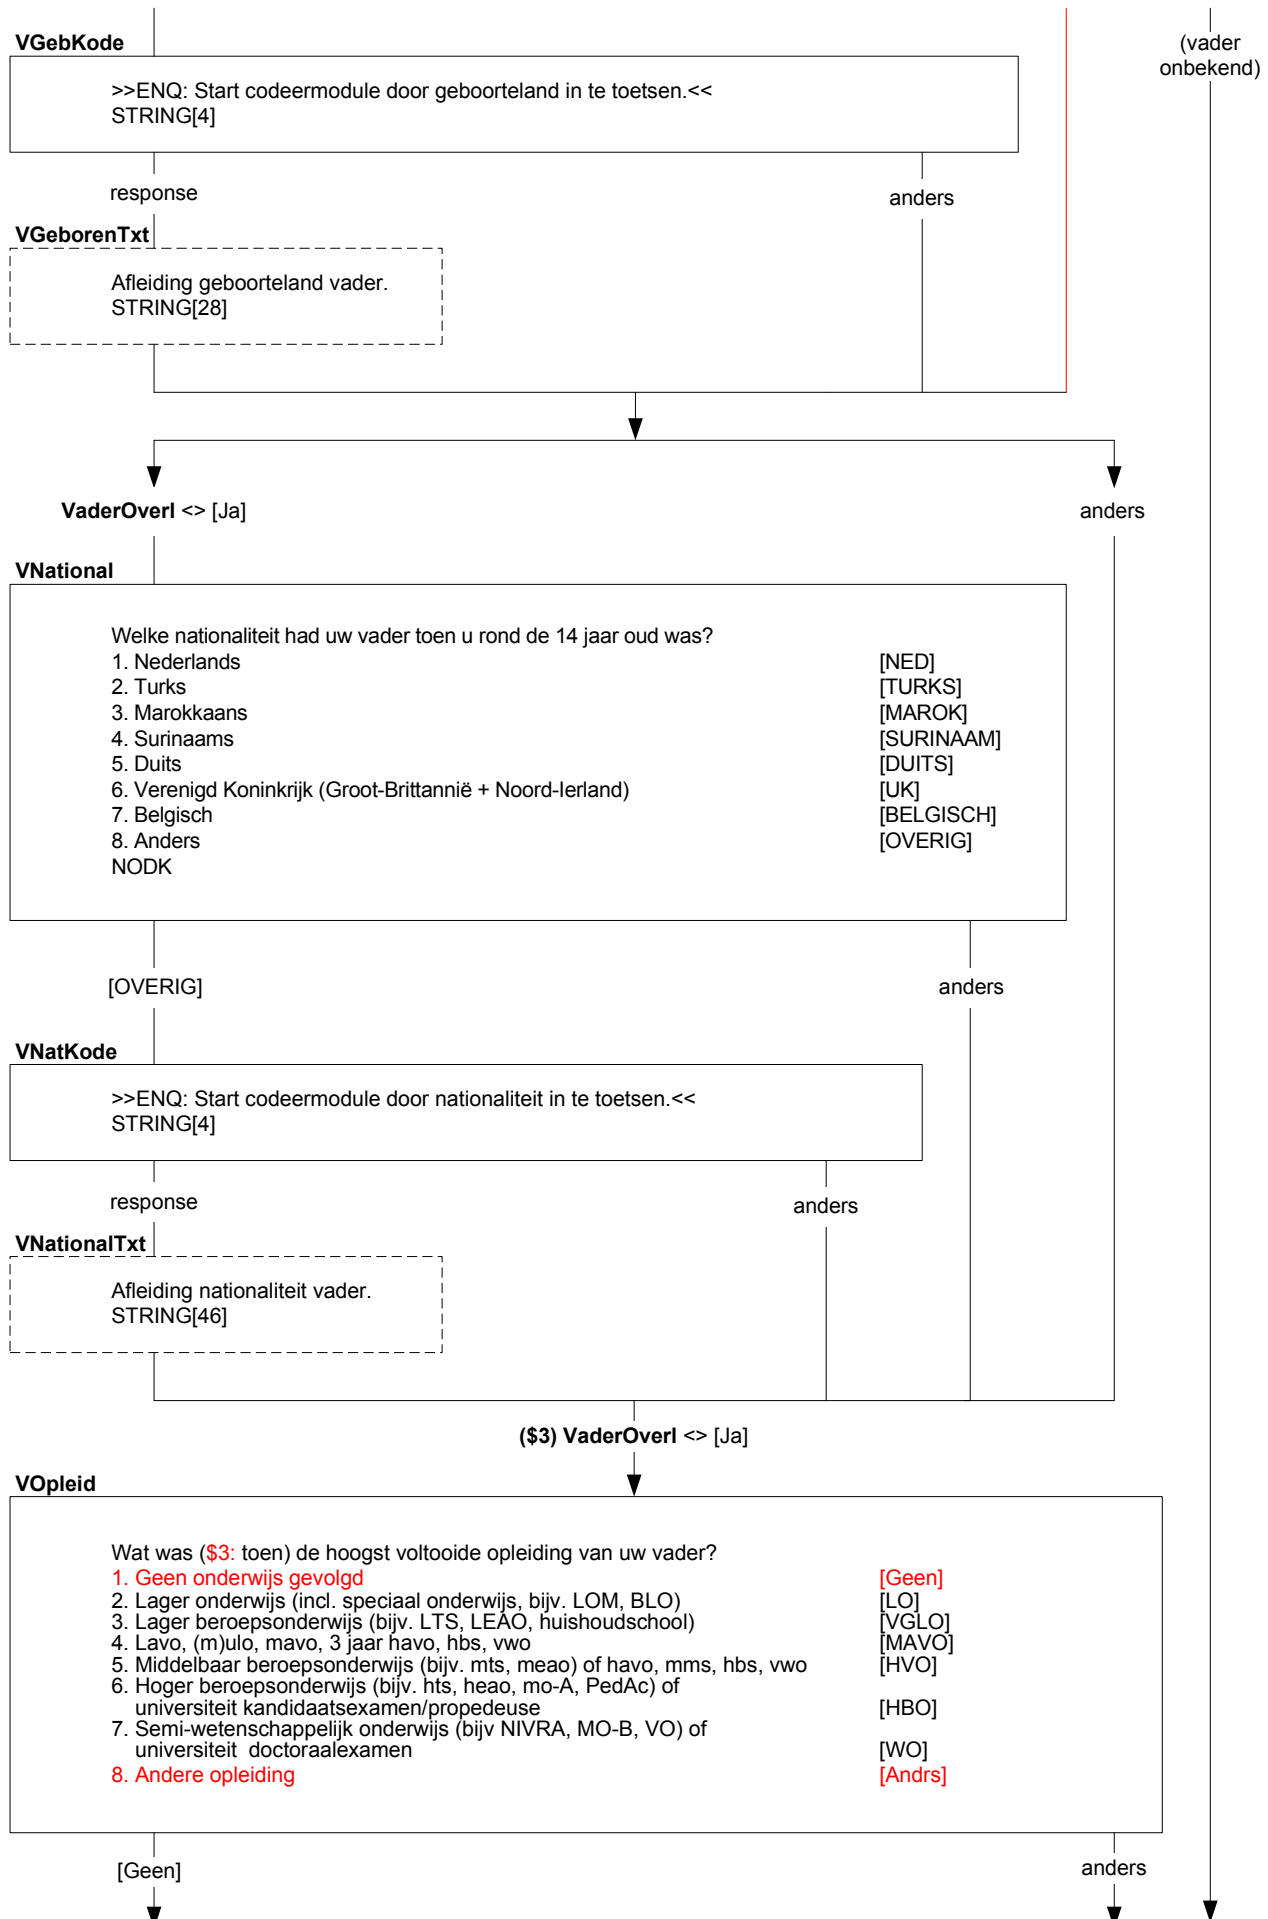 VGebKode
(vader
onbekend)
>>ENQ: Start codeermodule door geboorteland in te toetsen.<<
STRING[4]
response
anders
VGeborenTxt
Afleiding geboorteland vader.
STRING[28]
VaderOverl <> [Ja]
anders
VNational
Welke nationaliteit had uw vader toen u rond de 14 jaar oud was?
1. Nederlands [NED]
2. Turks [TURKS]
3. Marokkaans [MAROK]
4. Surinaams [SURINAAM]
5. Duits [DUITS]
6. Verenigd Koninkrijk (Groot-Brittannië + Noord-Ierland) [UK]
7. Belgisch [BELGISCH]
8. Anders [OVERIG]
NODK
[OVERIG]
anders
VNatKode
>>ENQ: Start codeermodule door nationaliteit in te toetsen.<<
STRING[4]
response
anders
VNationalTxt
Afleiding nationaliteit vader.
STRING[46]
($3) VaderOverl <> [Ja]
VOpleid
Wat was ($3: toen) de hoogst voltooide opleiding van uw vader?
1. Geen onderwijs gevolgd [Geen]
2. Lager onderwijs (incl. speciaal onderwijs, bijv. LOM, BLO) [LO]
3. Lager beroepsonderwijs (bijv. LTS, LEAO, huishoudschool) [VGLO]
4. Lavo, (m)ulo, mavo, 3 jaar havo, hbs, vwo [MAVO]
5. Middelbaar beroepsonderwijs (bijv. mts, meao) of havo, mms, hbs, vwo [HVO]
6. Hoger beroepsonderwijs (bijv. hts, heao, mo-A, PedAc) of
universiteit kandidaatsexamen/propedeuse [HBO]
7. Semi-wetenschappelijk onderwijs (bijv NIVRA, MO-B, VO) of
universiteit doctoraalexamen [WO]
8. Andere opleiding [Andrs]
[Geen]
anders